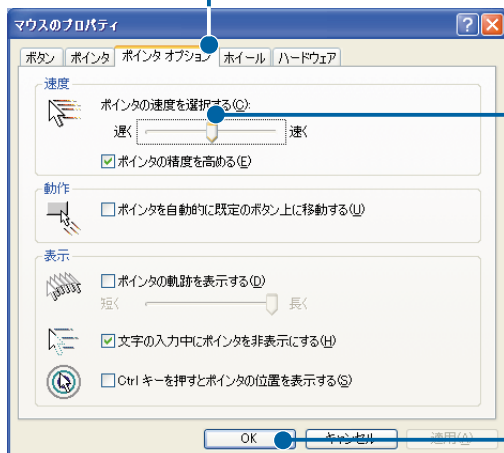 マウスのプロパティ
ボタン ポインタ ポインタ オプション ホイール ハードウェア
速度
ポインタの速度を選択する(C):
遅く 速く
ポインタの精度を高める(E)
動作
ポインタを自動的に既定のボタン上に移動する(U)
表示
ポインタの軌跡を表示する(D)
短く 長く
文字の入力中にポインタを非表示にする(H)
Ctrl キーを押すとポインタの位置を表示する(S)
OK キャンセル 適用(A)